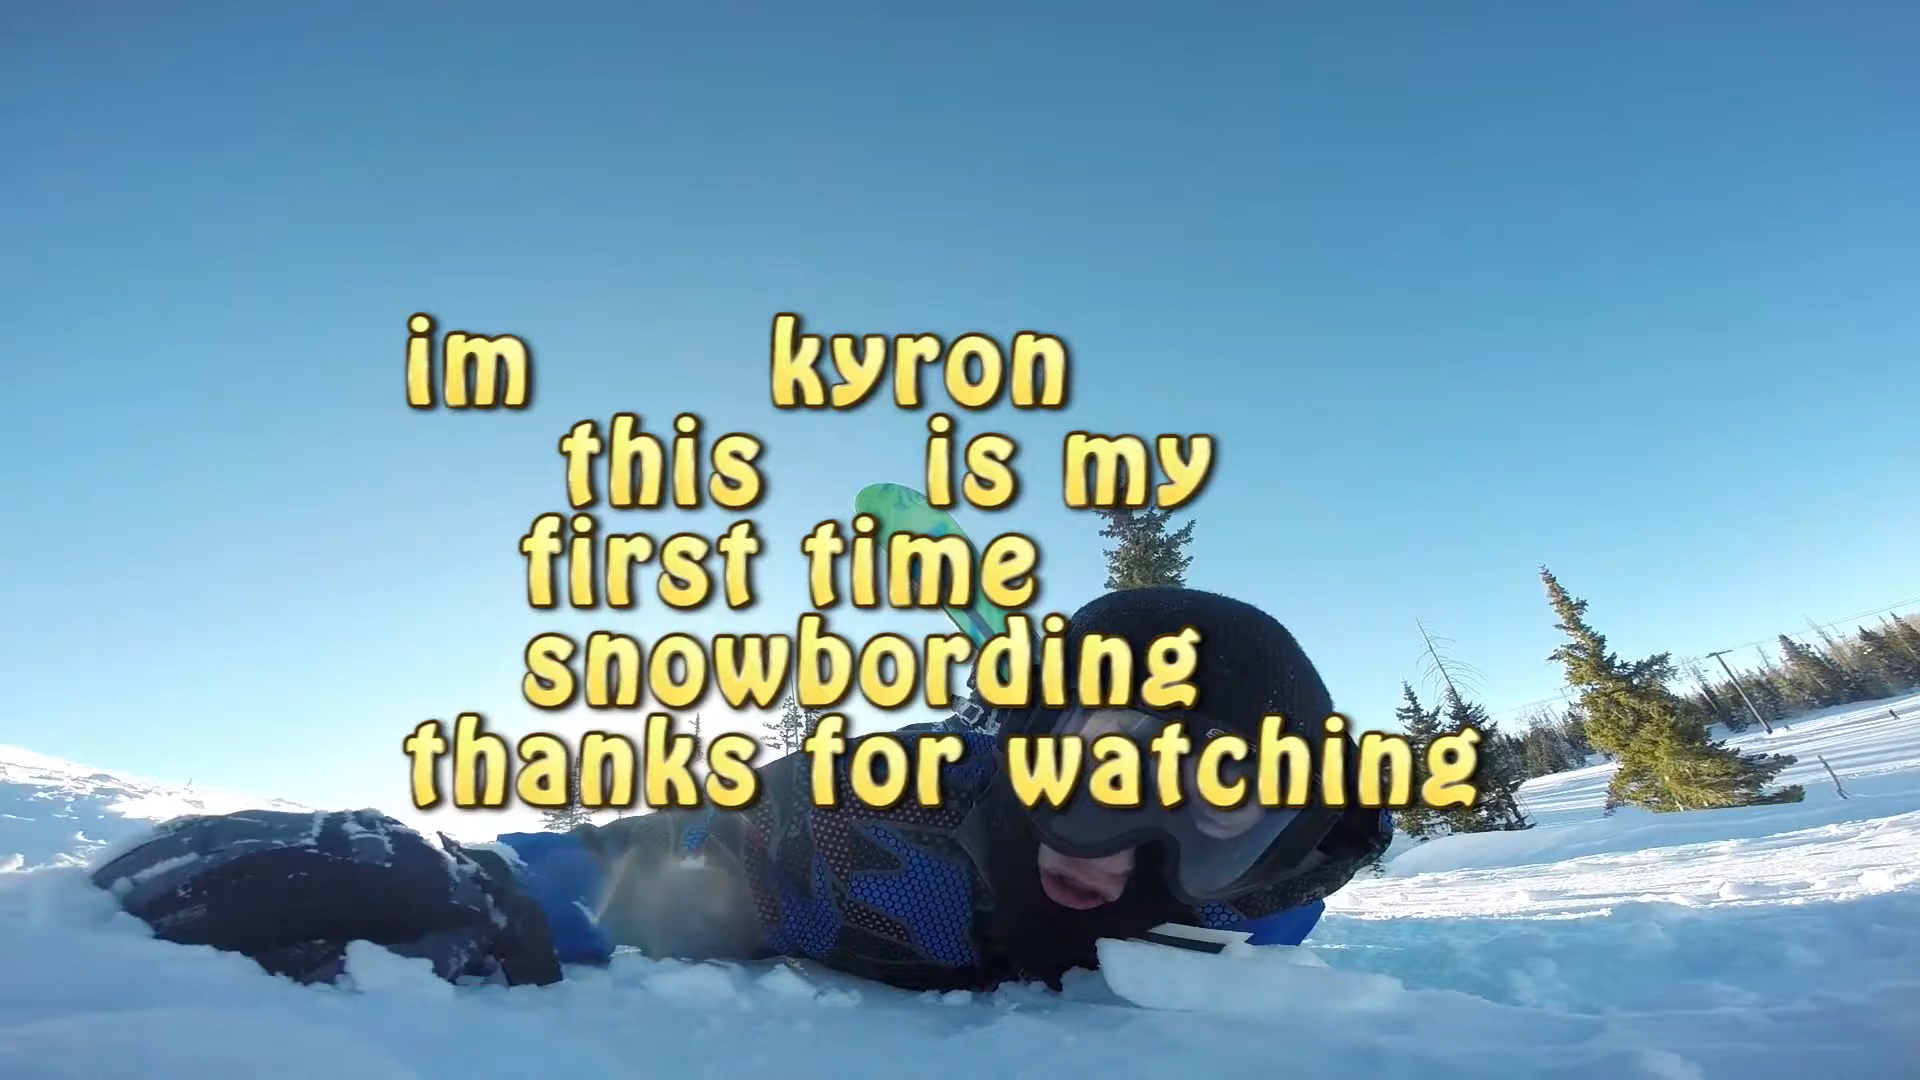 im kyron
this is my
first time
snowbording
thanks for watching